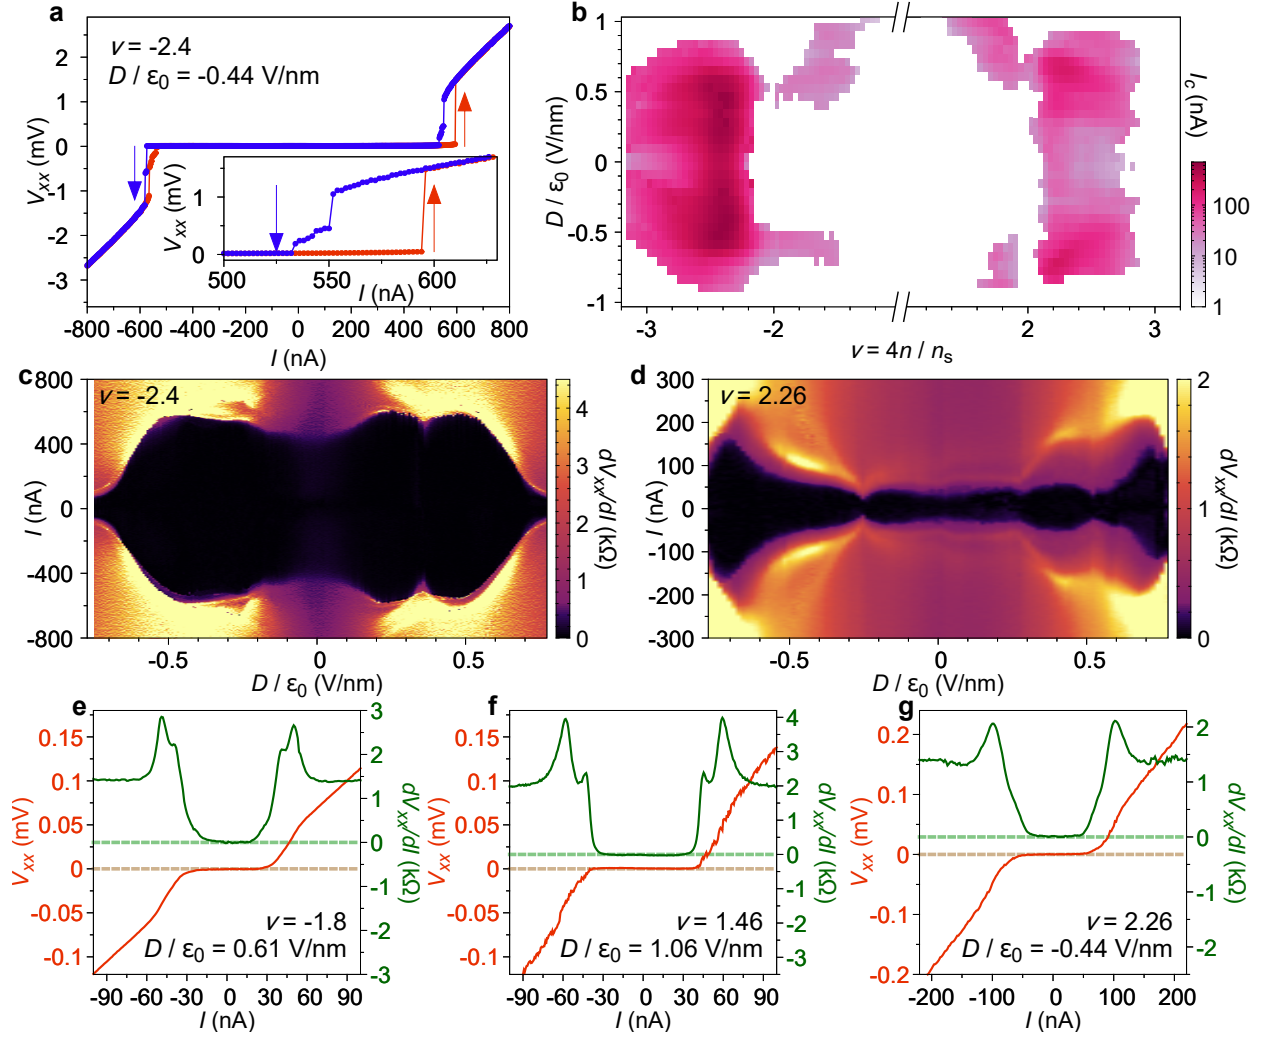 a
ν = -2.4
D / ε0 = -0.44 V/nm
Vxx (mV)
2
1
0
-1
-2
-3
-800 -600 -400 -200 0 200 400 600 800
I (nA)
Vxx (mV)
1
0
500 550 600
I (nA)
b
D / ε0 (V/nm)
1
0.5
0
-0.5
-1
-3 -2 2 3
ν = 4n / ns
Ic (nA)
100
10
1
c
ν = -2.4
I (nA)
800
400
0
-400
-800
-0.5 0 0.5
D / ε0 (V/nm)
dVxx/dI (kΩ)
4
3
2
1
0
d
ν = 2.26
I (nA)
300
200
100
0
-100
-200
-300
-0.5 0 0.5
D / ε0 (V/nm)
dVxx/dI (kΩ)
2
1
0
e
Vxx (mV)
0.15
0.1
0.05
0
-0.05
-0.1
ν = -1.8
D / ε0 = 0.61 V/nm
-90 -60 -30 0 30 60 90
I (nA)
dVxx/dI (kΩ)
3
2
1
0
-1
-2
-3
f
Vxx (mV)
0.15
0.1
0.05
0
-0.05
-0.1
ν = 1.46
D / ε0 = 1.06 V/nm
-90 -60 -30 0 30 60 90
I (nA)
dVxx/dI (kΩ)
4
3
2
1
0
-1
-2
-3
g
Vxx (mV)
0.2
0.1
0
-0.1
-0.2
ν = 2.26
D / ε0 = -0.44 V/nm
-200 -100 0 100 200
I (nA)
dVxx/dI (kΩ)
2
1
0
-1
-2